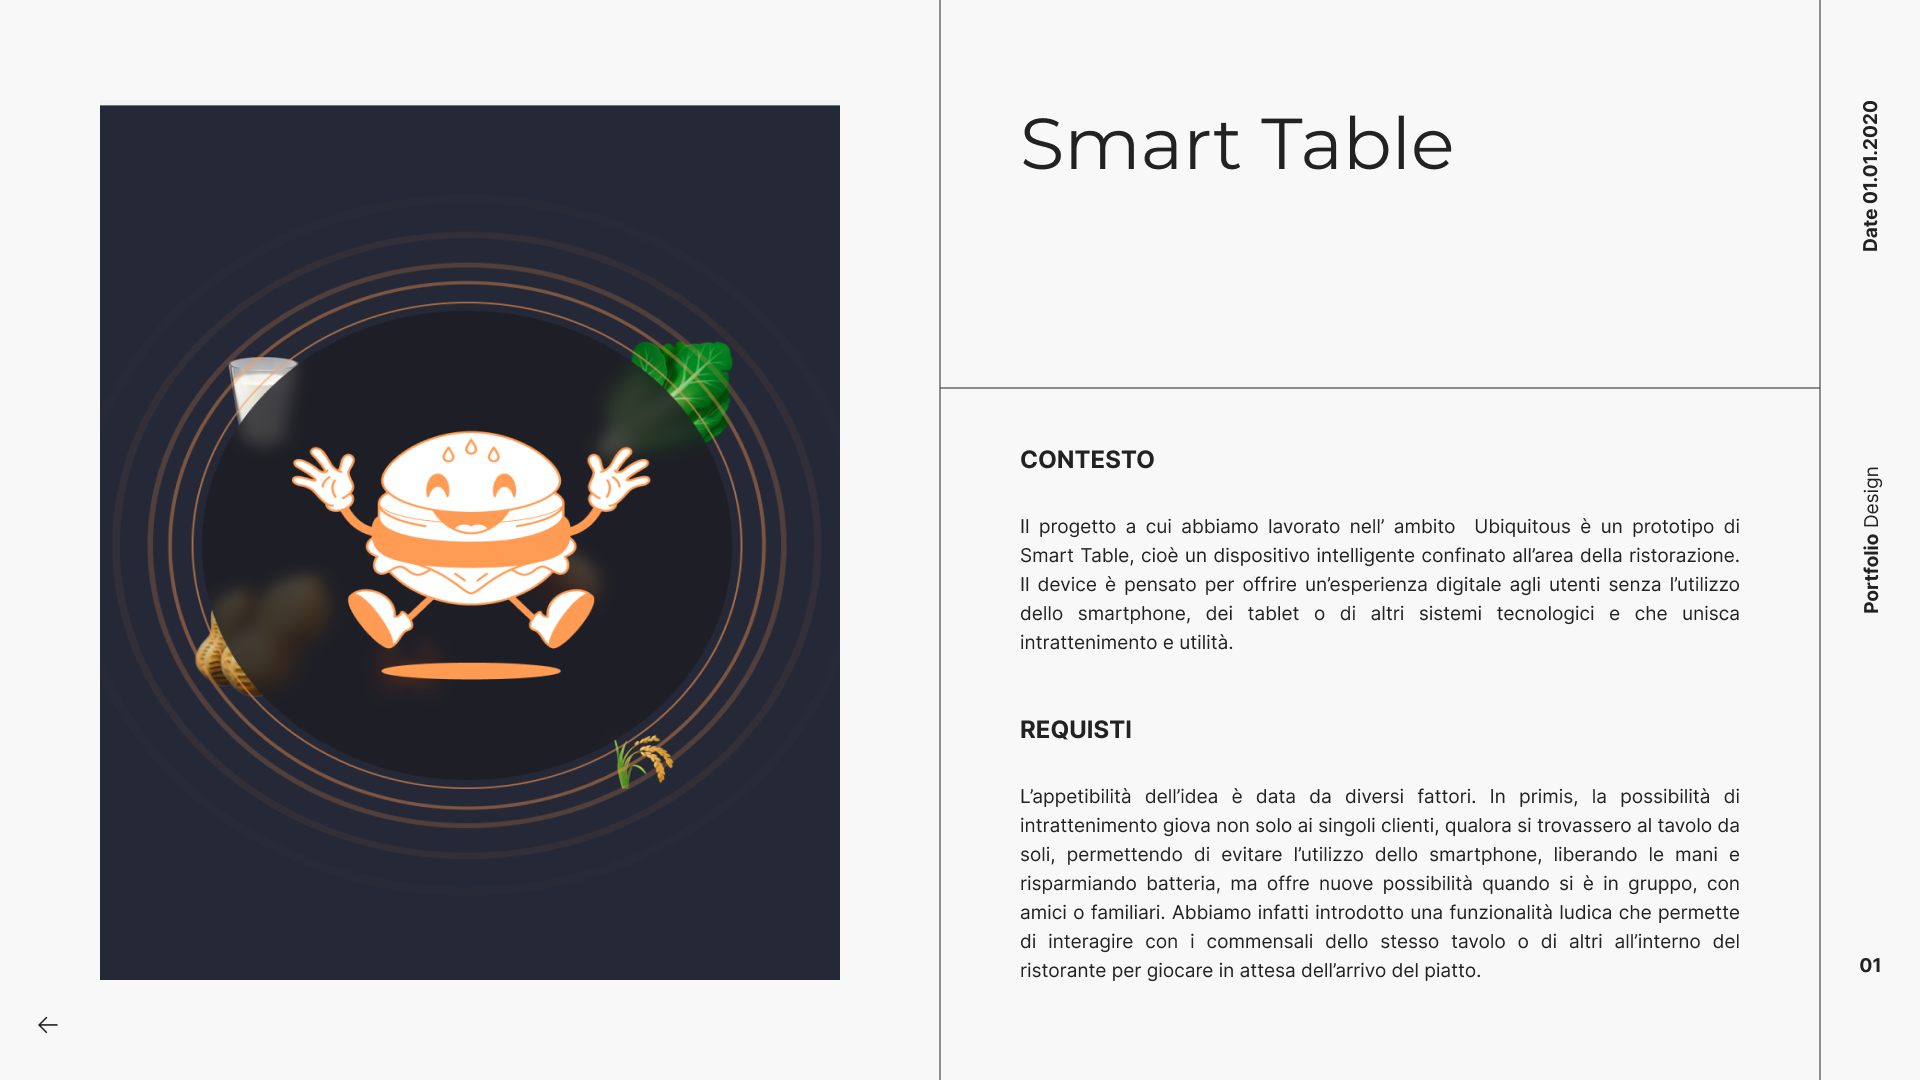 Smart Table
CONTESTO
Il progetto a cui abbiamo lavorato nell’ ambito  Ubiquitous è un prototipo di
Smart Table, cioè un dispositivo intelligente confinato all’area della ristorazione.
Il device è pensato per offrire un’esperienza digitale agli utenti senza l’utilizzo
dello smartphone, dei tablet o di altri sistemi tecnologici e che unisca
intrattenimento e utilità.
REQUISTI
L’appetibilità dell’idea è data da diversi fattori. In primis, la possibilità di
intrattenimento giova non solo ai singoli clienti, qualora si trovassero al tavolo da
soli, permettendo di evitare l’utilizzo dello smartphone, liberando le mani e
risparmiando batteria, ma offre nuove possibilità quando si è in gruppo, con
amici o familiari. Abbiamo infatti introdotto una funzionalità ludica che permette
di interagire con i commensali dello stesso tavolo o di altri all’interno del
ristorante per giocare in attesa dell’arrivo del piatto.
Date 01.01.2020
Portfolio Design
01